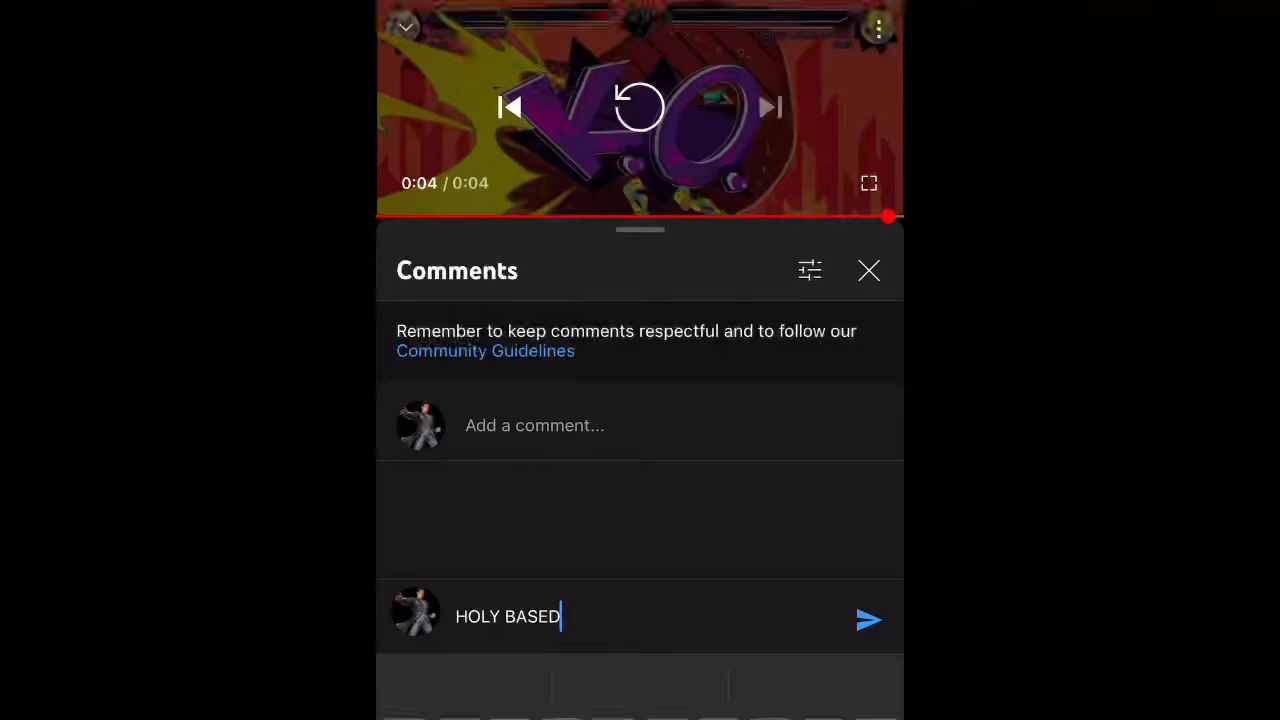 K.O.
0:04 / 0:04
Comments
Remember to keep comments respectful and to follow our
Community Guidelines
Add a comment...
HOLY BASED